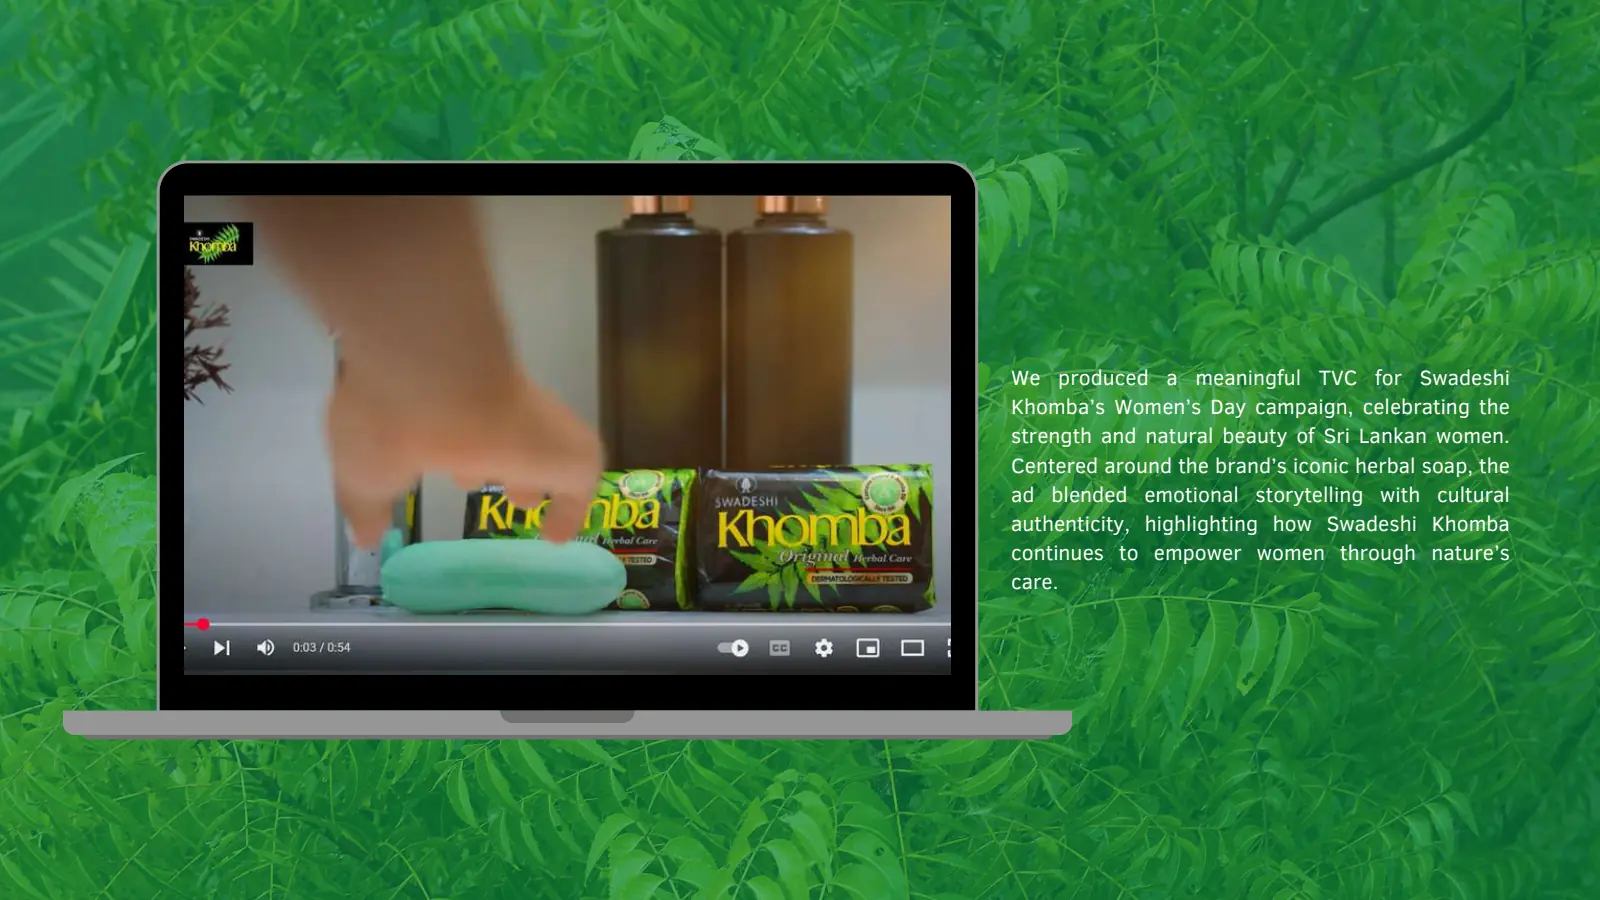 SWADESHI
Khomba
Khomba
Herbal Care
TESTED
SWADESHI
Khomba
Original Herbal Care
DERMATOLOGICALLY TESTED
0:03 / 0:54
CC
We produced a meaningful TVC for Swadeshi
Khomba’s Women’s Day campaign, celebrating the
strength and natural beauty of Sri Lankan women.
Centered around the brand’s iconic herbal soap, the
ad blended emotional storytelling with cultural
authenticity, highlighting how Swadeshi Khomba
continues to empower women through nature’s
care.